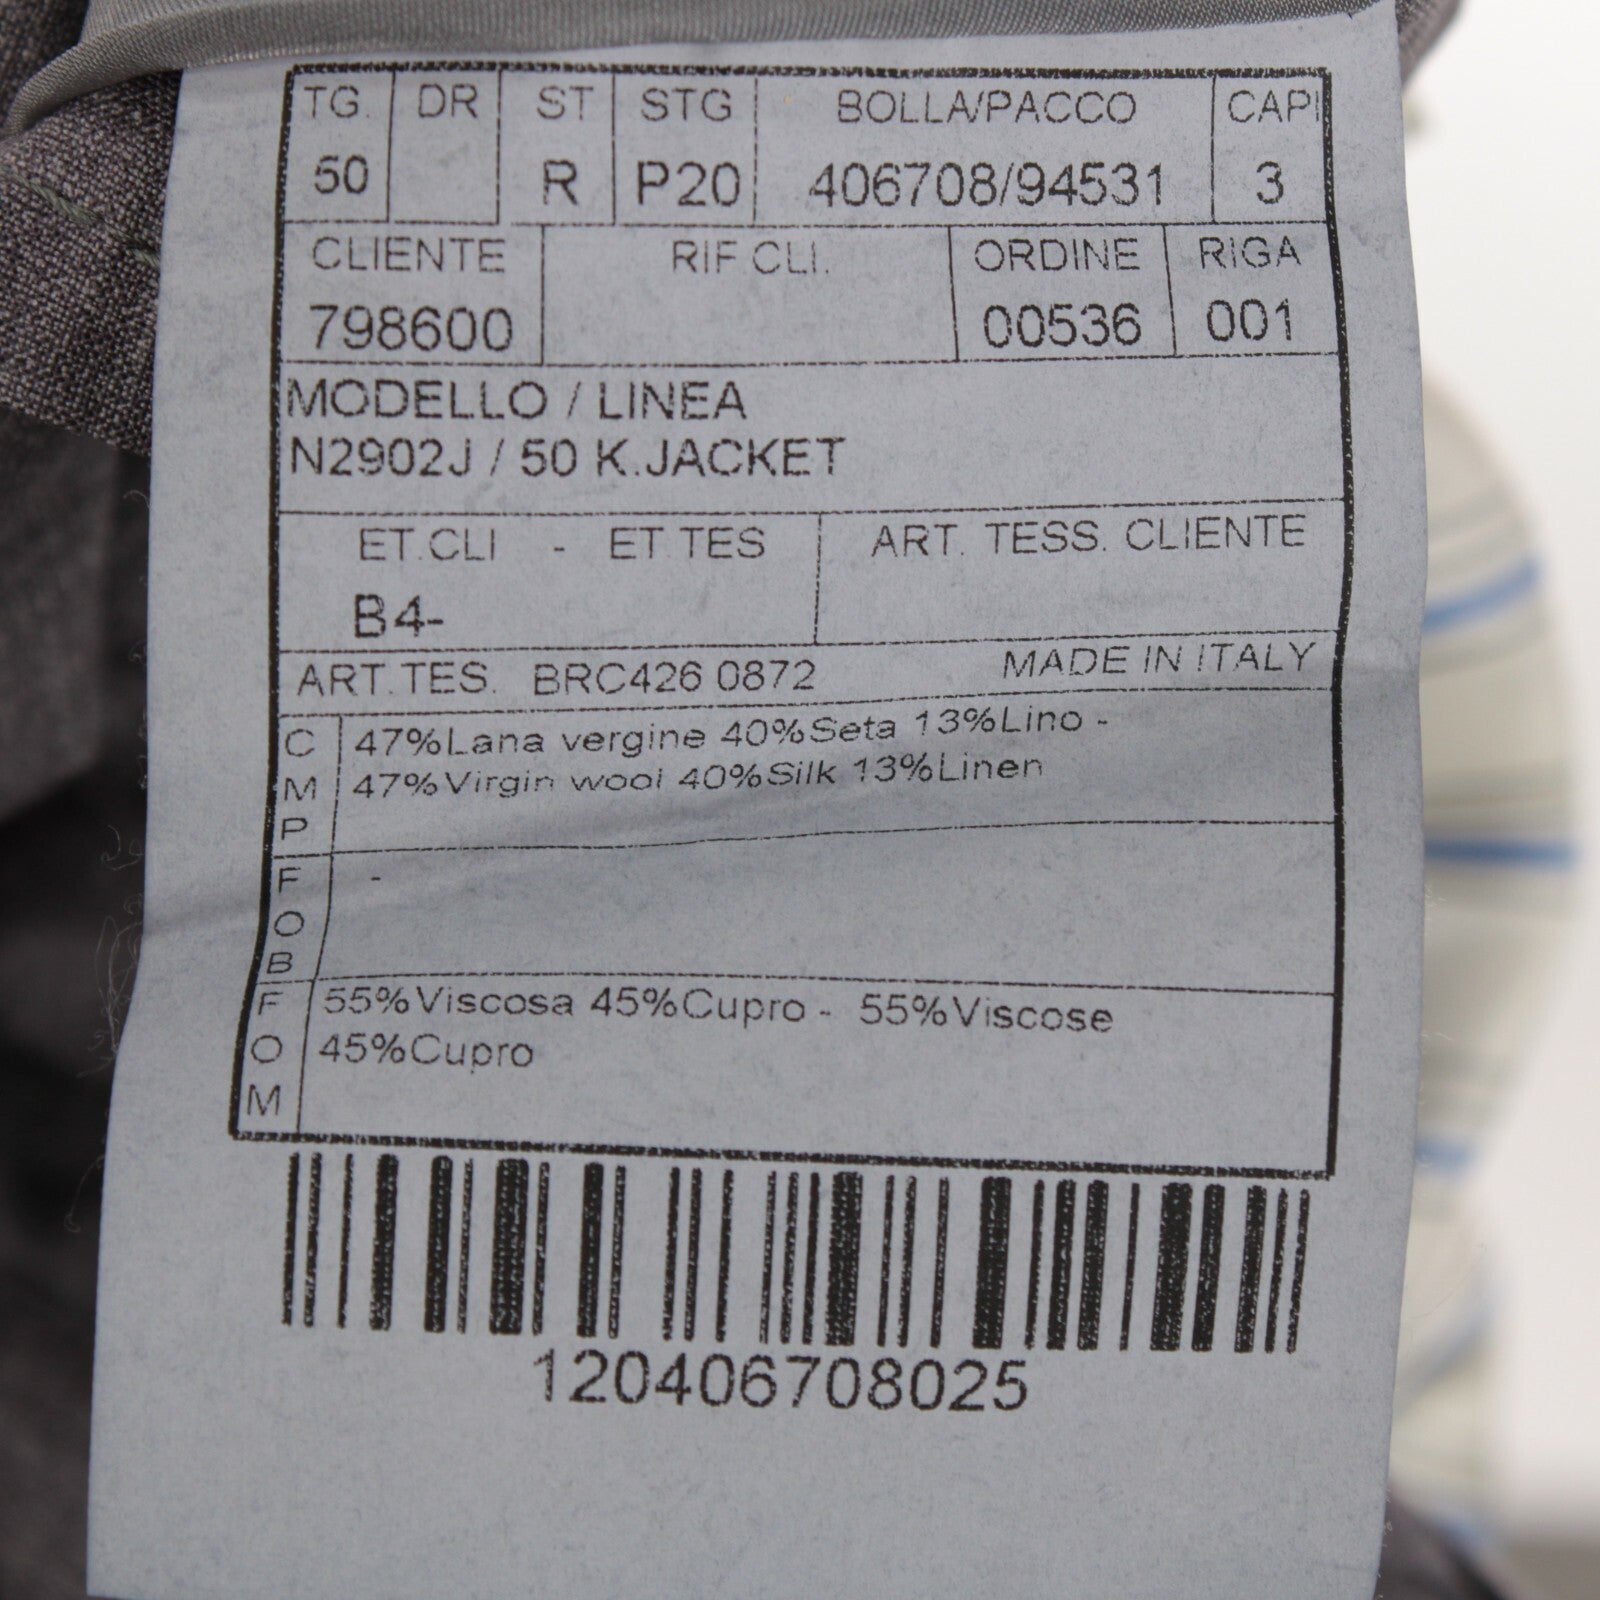 TG. DR ST STG BOLLA/PACCO CAPI
50 R P20 406708/94531 3
CLIENTE RIF CLI. ORDINE RIGA
798600 00536 001
MODELLO / LINEA
N2902J / 50 K.JACKET
ET.CLI - ET.TES ART. TESS. CLIENTE
B4-
ART.TES. BRC426 0872 MADE IN ITALY
C 47%Lana vergine 40%Seta 13%Lino -
M 47%Virgin wool 40%Silk 13%Linen
P
F -
O
B
F 55%Viscosa 45%Cupro - 55%Viscose
O 45%Cupro
M
120406708025